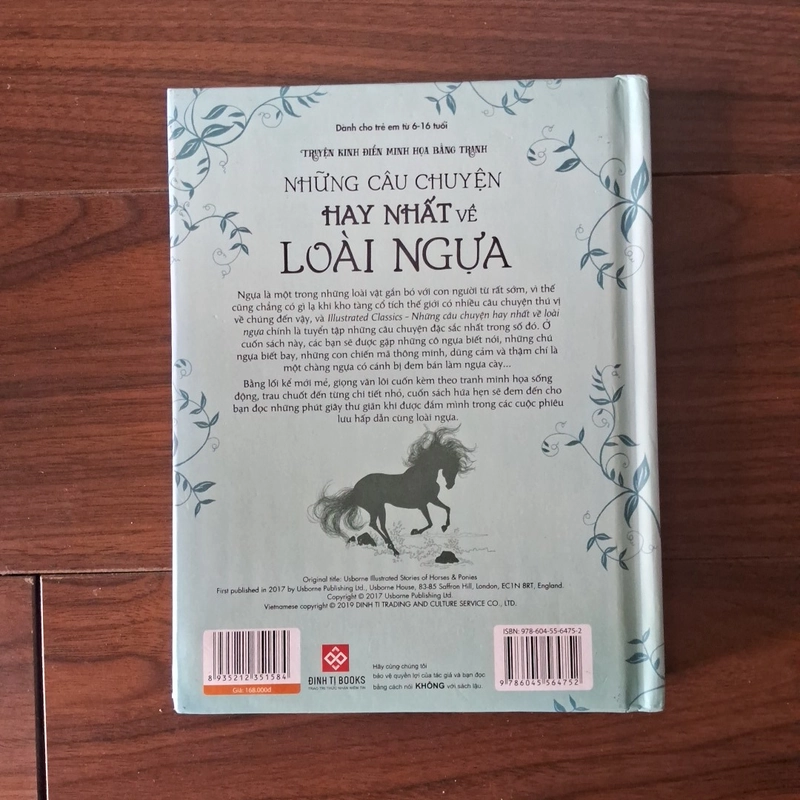 Dành cho trẻ em từ 6-16 tuổi
TRUYỆN KINH ĐIỂN MINH HỌA BẰNG TRANH
NHỮNG CÂU CHUYỆN
HAY NHẤT VỀ
LOÀI NGỰA
Ngựa là một trong những loài vật gắn bó với con người từ rất sớm, vì thế
cũng chẳng có gì lạ khi kho tàng cổ tích thế giới có nhiều câu chuyện thú vị
về chúng đến vậy, và Illustrated Classics - Những câu chuyện hay nhất về loài
ngựa chính là tuyển tập những câu chuyện đặc sắc nhất trong số đó. Ở
cuốn sách này, các bạn sẽ được gặp những cô ngựa biết nói, những chú
ngựa biết bay, những con chiến mã thông minh, dũng cảm và thậm chí là
một chàng ngựa có cánh bị đem bán làm ngựa cày...
Bằng lối kể mới mẻ, giọng văn lôi cuốn kèm theo tranh minh họa sống
động, trau chuốt đến từng chi tiết nhỏ, cuốn sách hứa hẹn sẽ đem đến cho
bạn đọc những phút giây thư giãn khi được đắm mình trong các cuộc phiêu
lưu hấp dẫn cùng loài ngựa.
Original title: Usborne Illustrated Stories of Horses & Ponies
First published in 2017 by Usborne Publishing Ltd., Usborne House, 83-85 Saffron Hill, London, EC1N 8RT, England.
Copyright © 2017 Usborne Publishing Ltd.
Vietnamese copyright © 2019 DINH TI TRADING AND CULTURE SERVICE CO., LTD.
8 935212 351584
Giá: 168.000đ
ĐINH TỊ BOOKS
Hãy cùng chúng tôi
bảo vệ quyền lợi của tác giả và bạn đọc
bằng cách nói KHÔNG với sách lậu
ISBN: 978-604-55-6475-2
9 786045 564752